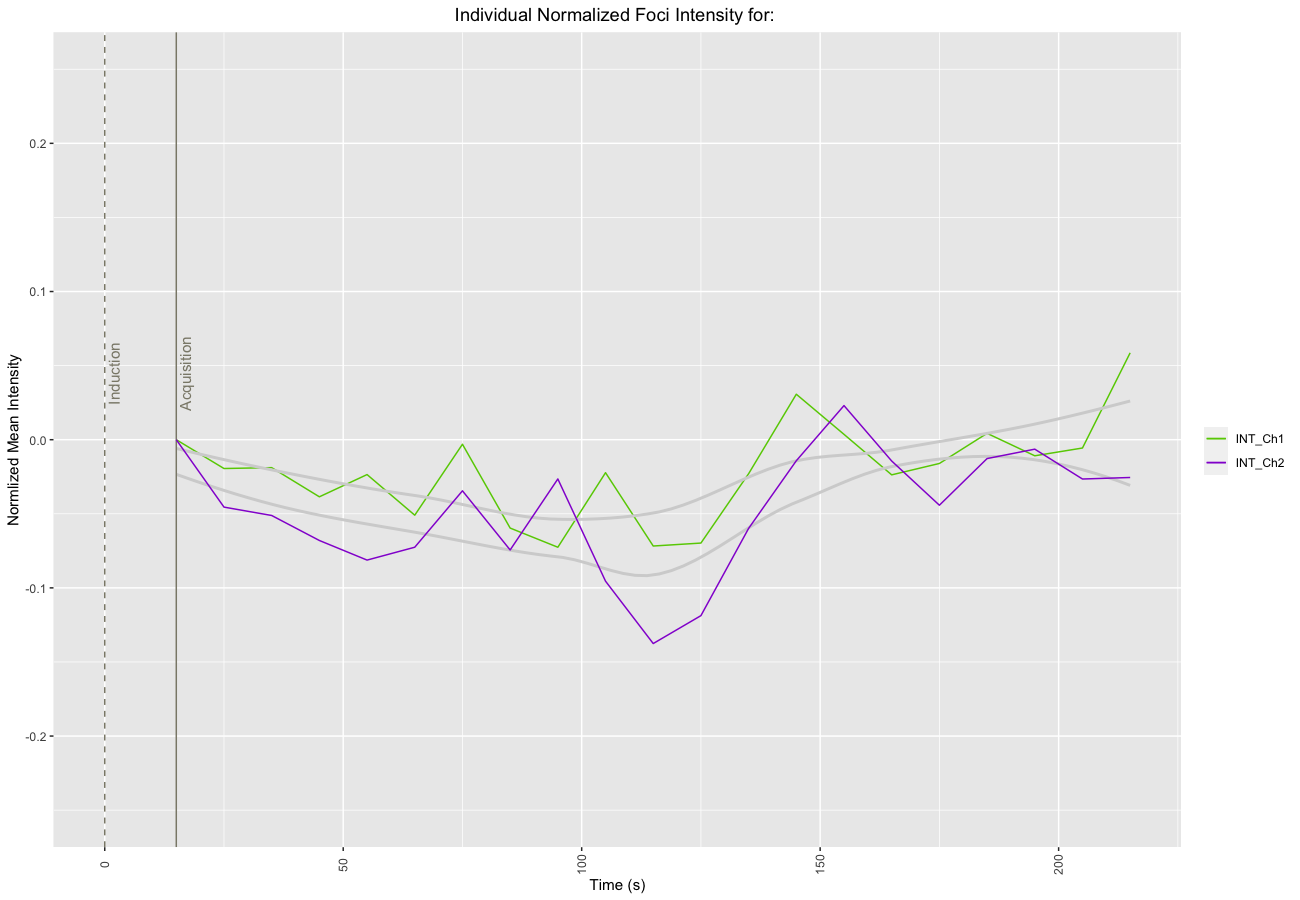 Individual Normalized Foci Intensity for:
Normlized Mean Intensity
0.2
0.1
0.0
-0.1
-0.2
Induction
Acquisition
0
50
100
150
200
Time (s)
INT_Ch1
INT_Ch2